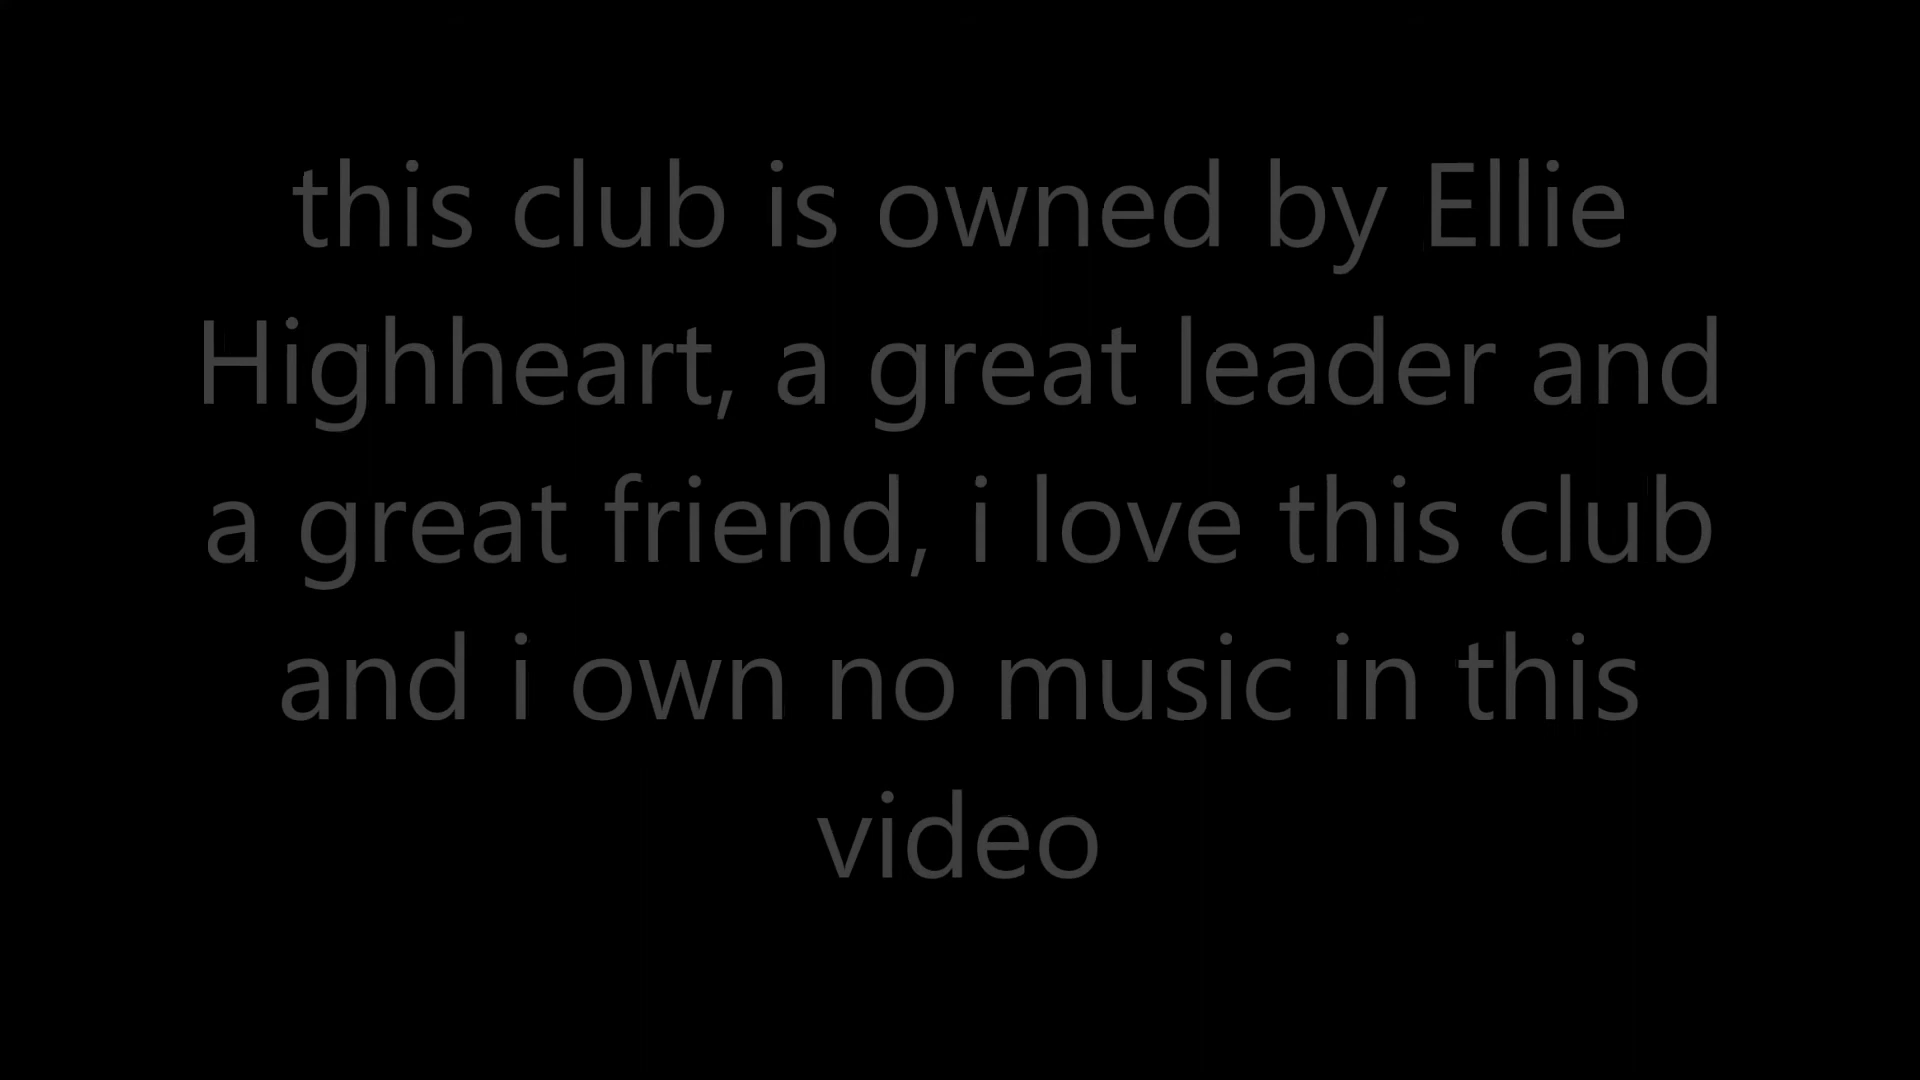 this club is owned by Ellie
Highheart, a great leader and
a great friend, i love this club
and i own no music in this
video